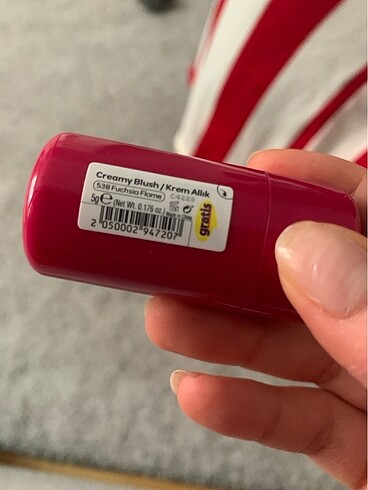 Creamy Blush / Krem Allık
538 Fuchsia Flame
5g ℮ (Net Wt. 0.176 oz.)
gratis
2 050002 947207